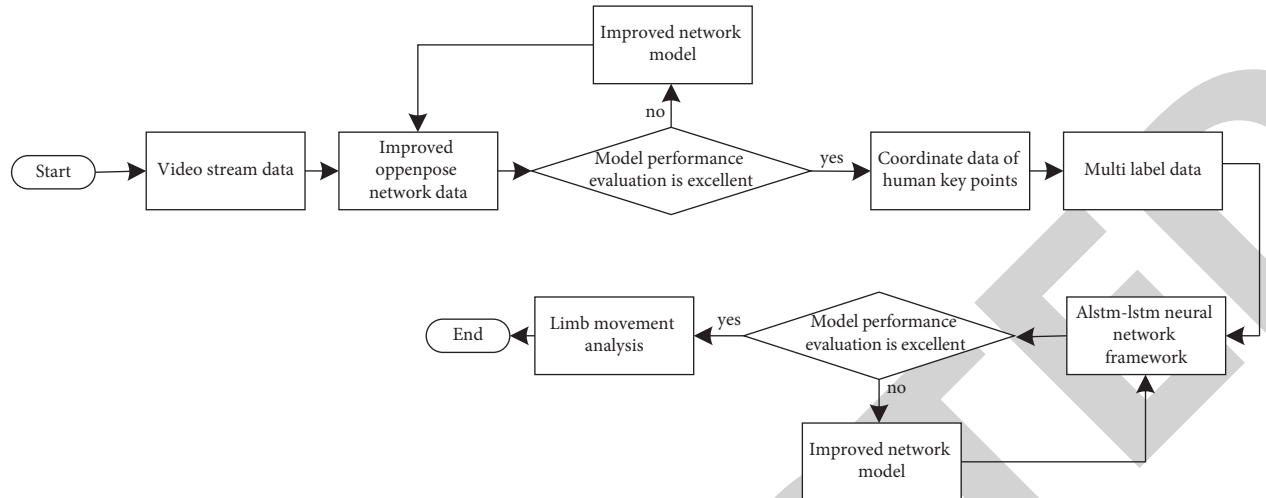 Improved network
model
no
Start
Video stream data
Improved
oppenpose
network data
Model performance
evaluation is excellent
yes
Coordinate data of
human key points
Multi label data
End
Limb movement
analysis
yes
Model performance
evaluation is excellent
Alstm-lstm neural
network
framework
no
Improved network
model